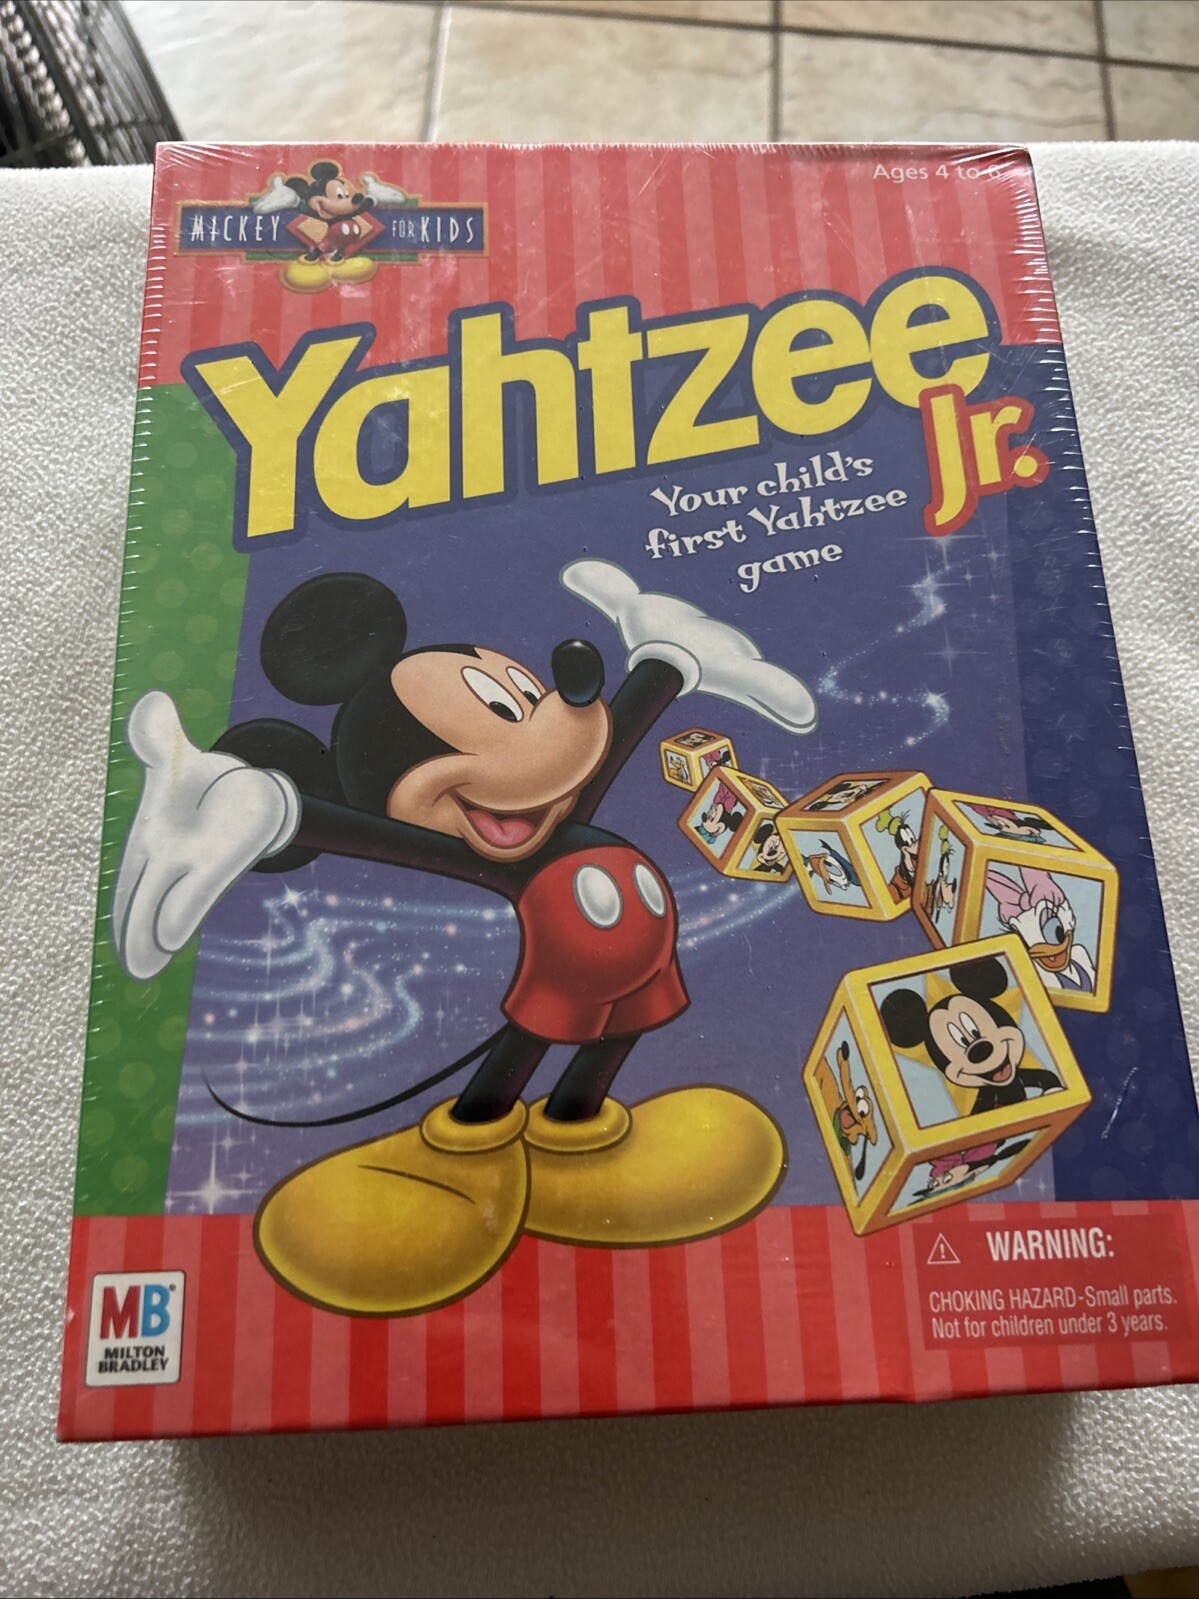 Ages 4 to 6
MICKEY FOR KIDS
Yahtzee
Jr.
Your child's
first Yahtzee
game
WARNING:
CHOKING HAZARD-Small parts.
Not for children under 3 years.
MB
MILTON
BRADLEY